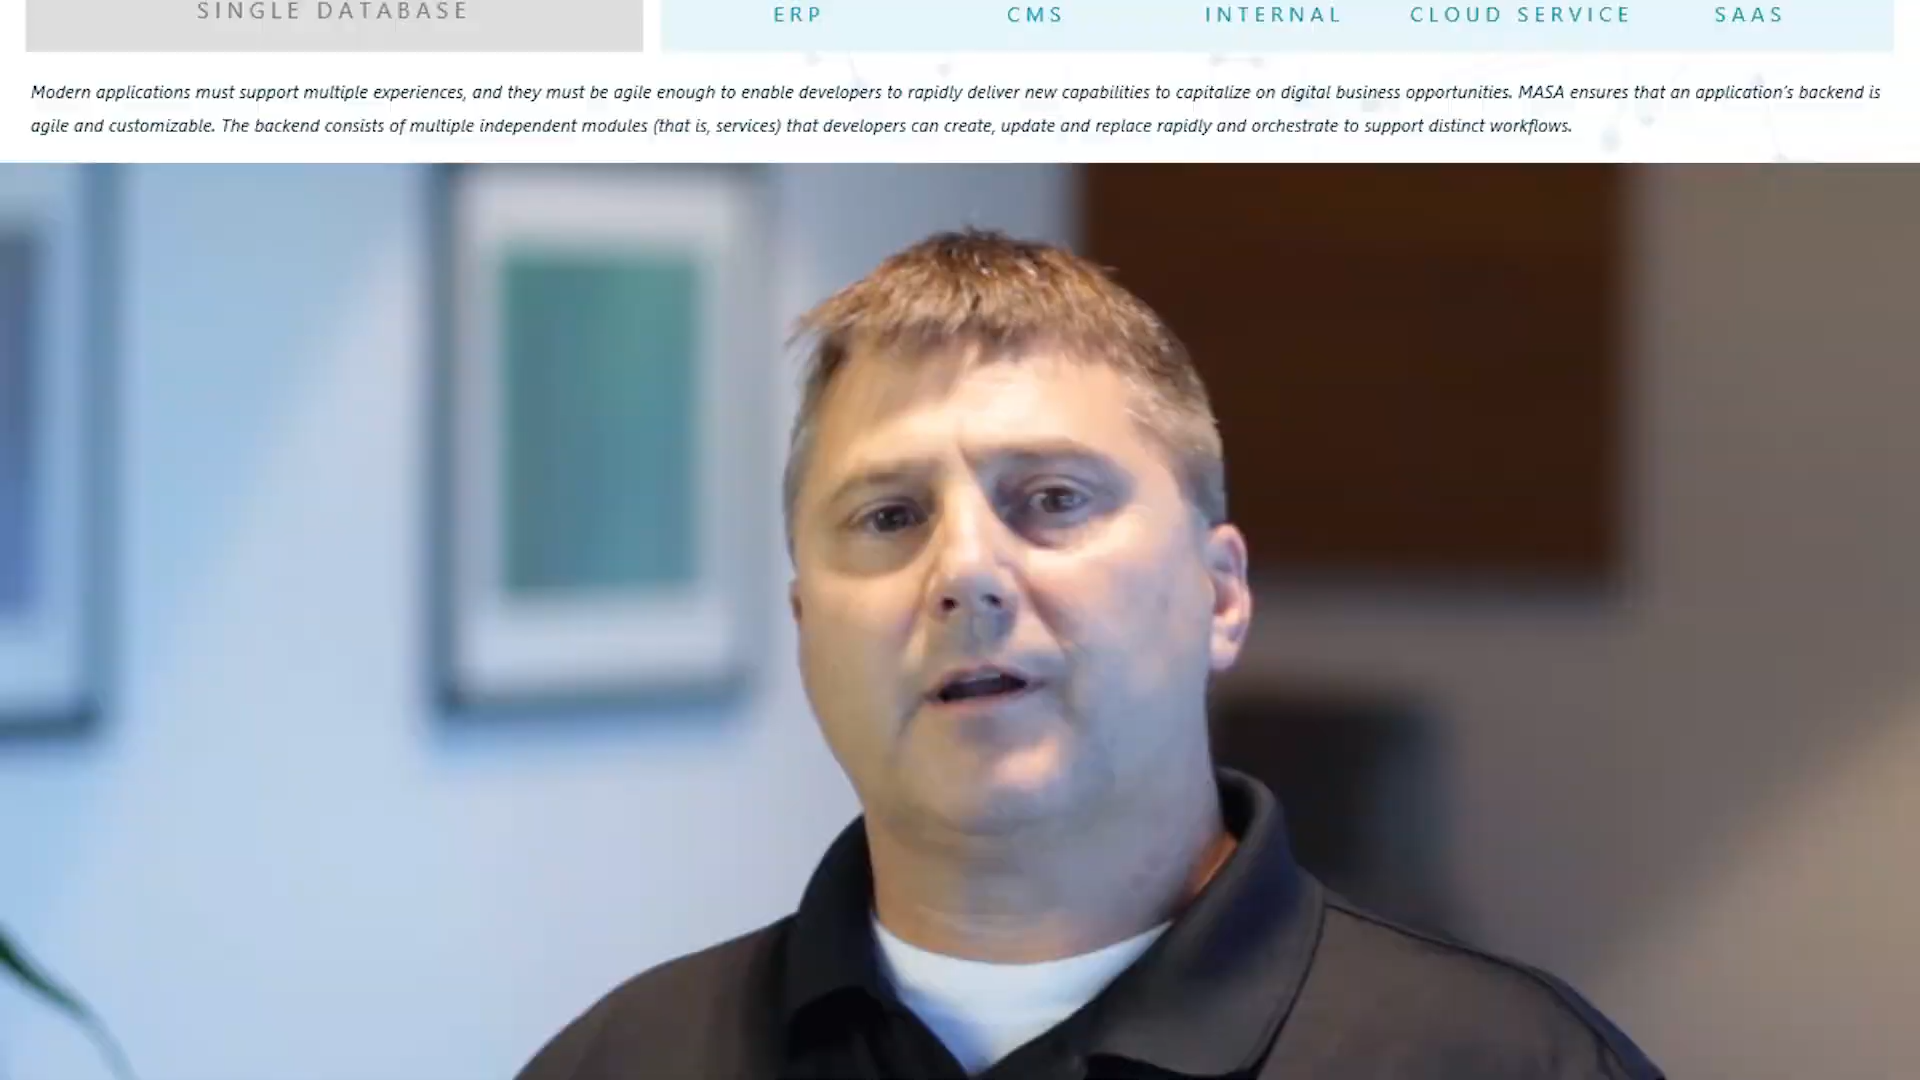 SINGLE DATABASE
ERP CMS INTERNAL CLOUD SERVICE SAAS
Modern applications must support multiple experiences, and they must be agile enough to enable developers to rapidly deliver new capabilities to capitalize on digital business opportunities. MASA ensures that an application's backend is
agile and customizable. The backend consists of multiple independent modules (that is, services) that developers can create, update and replace rapidly and orchestrate to support distinct workflows.